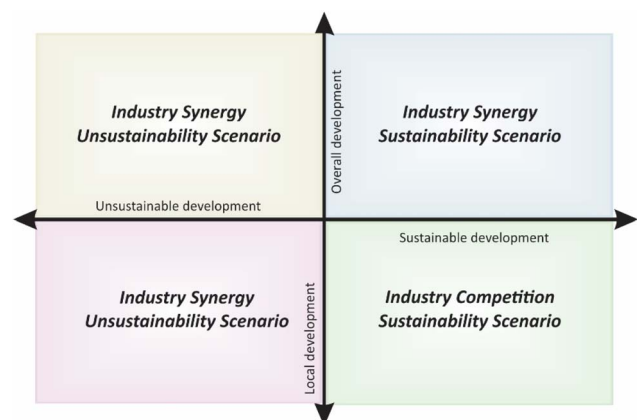 Industry Synergy
Unsustainability Scenario
Overall development
Industry Synergy
Sustainability Scenario
Unsustainable development
Sustainable development
Industry Synergy
Unsustainability Scenario
Local development
Industry Competition
Sustainability Scenario